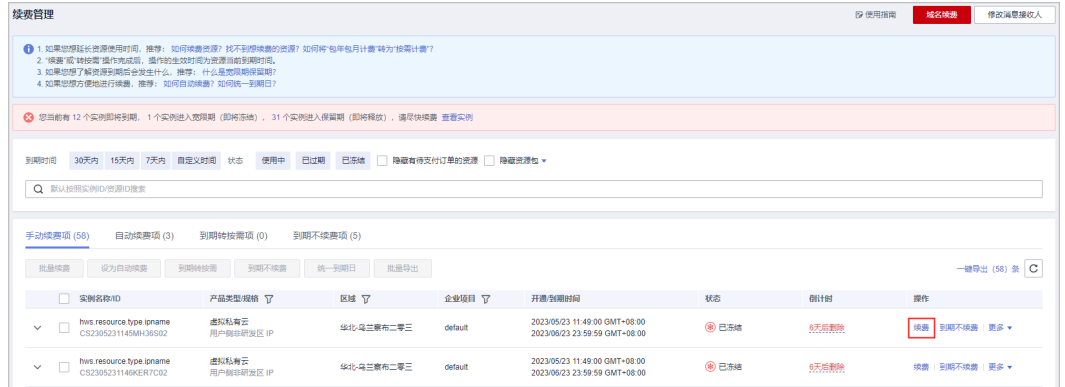 续费管理
使用指南
域名续费
修改消息接收人
1. 如果您想延长资源使用时间，推荐： 如何续费资源？找不到想续费的资源？如何将“包年包月计费”转为“按需计费”？
2. “续费”或“转按需”操作完成后，操作的生效时间为资源当前到期时间。
3. 如果您想了解资源到期后会发生什么，推荐： 什么是宽限期保留期？
4. 如果您想方便地进行续费，推荐： 如何自动续费？如何统一到期日？
您当前有 12 个实例即将到期， 1 个实例进入宽限期（即将冻结）， 31 个实例进入保留期（即将释放），请尽快续费 查看实例
到期时间 30天内 15天内 7天内 自定义时间 状态 使用中 已过期 已冻结 隐藏有待支付订单的资源 隐藏资源包
默认按照实例ID/资源ID搜索
手动续费项 (58) 自动续费项 (3) 到期转按需项 (0) 到期不续费项 (5)
批量续费 设为自动续费 到期转按需 到期不续费 统一到期日 批量导出 一键导出（58）条
实例名称/ID 产品类型/规格 区域 企业项目 开通/到期时间 状态 倒计时 操作
hws.resource.type.ipname 虚拟私有云 华北-乌兰察布二零三 default 2023/05/23 11:49:00 GMT+08:00 已冻结 6天后删除 续费 到期不续费 更多
CS2305231145MH36S02 用户侧非研发区 IP 2023/06/23 23:59:59 GMT+08:00
hws.resource.type.ipname 虚拟私有云 华北-乌兰察布二零三 default 2023/05/23 11:49:00 GMT+08:00 已冻结 6天后删除 续费 到期不续费 更多
CS2305231146KER7C02 用户侧非研发区 IP 2023/06/23 23:59:59 GMT+08:00